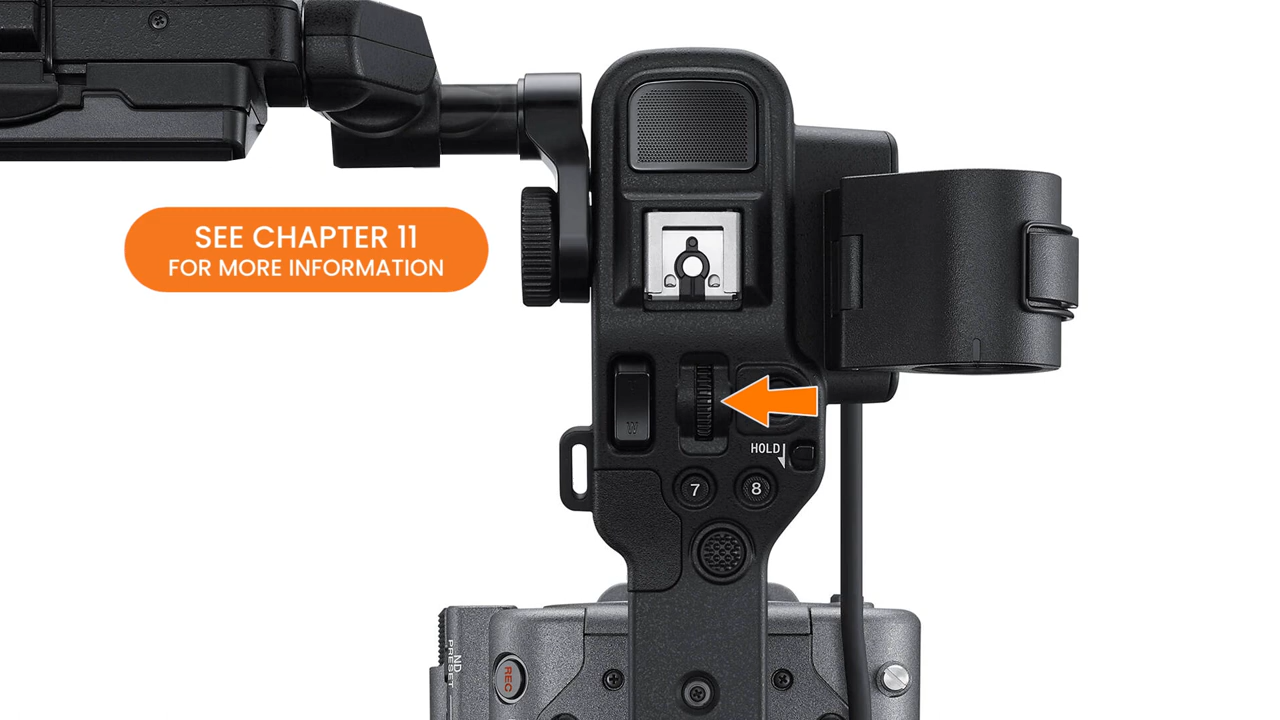 SEE CHAPTER 11
FOR MORE INFORMATION
W
HOLD
7
8
ND
PRESET
REC